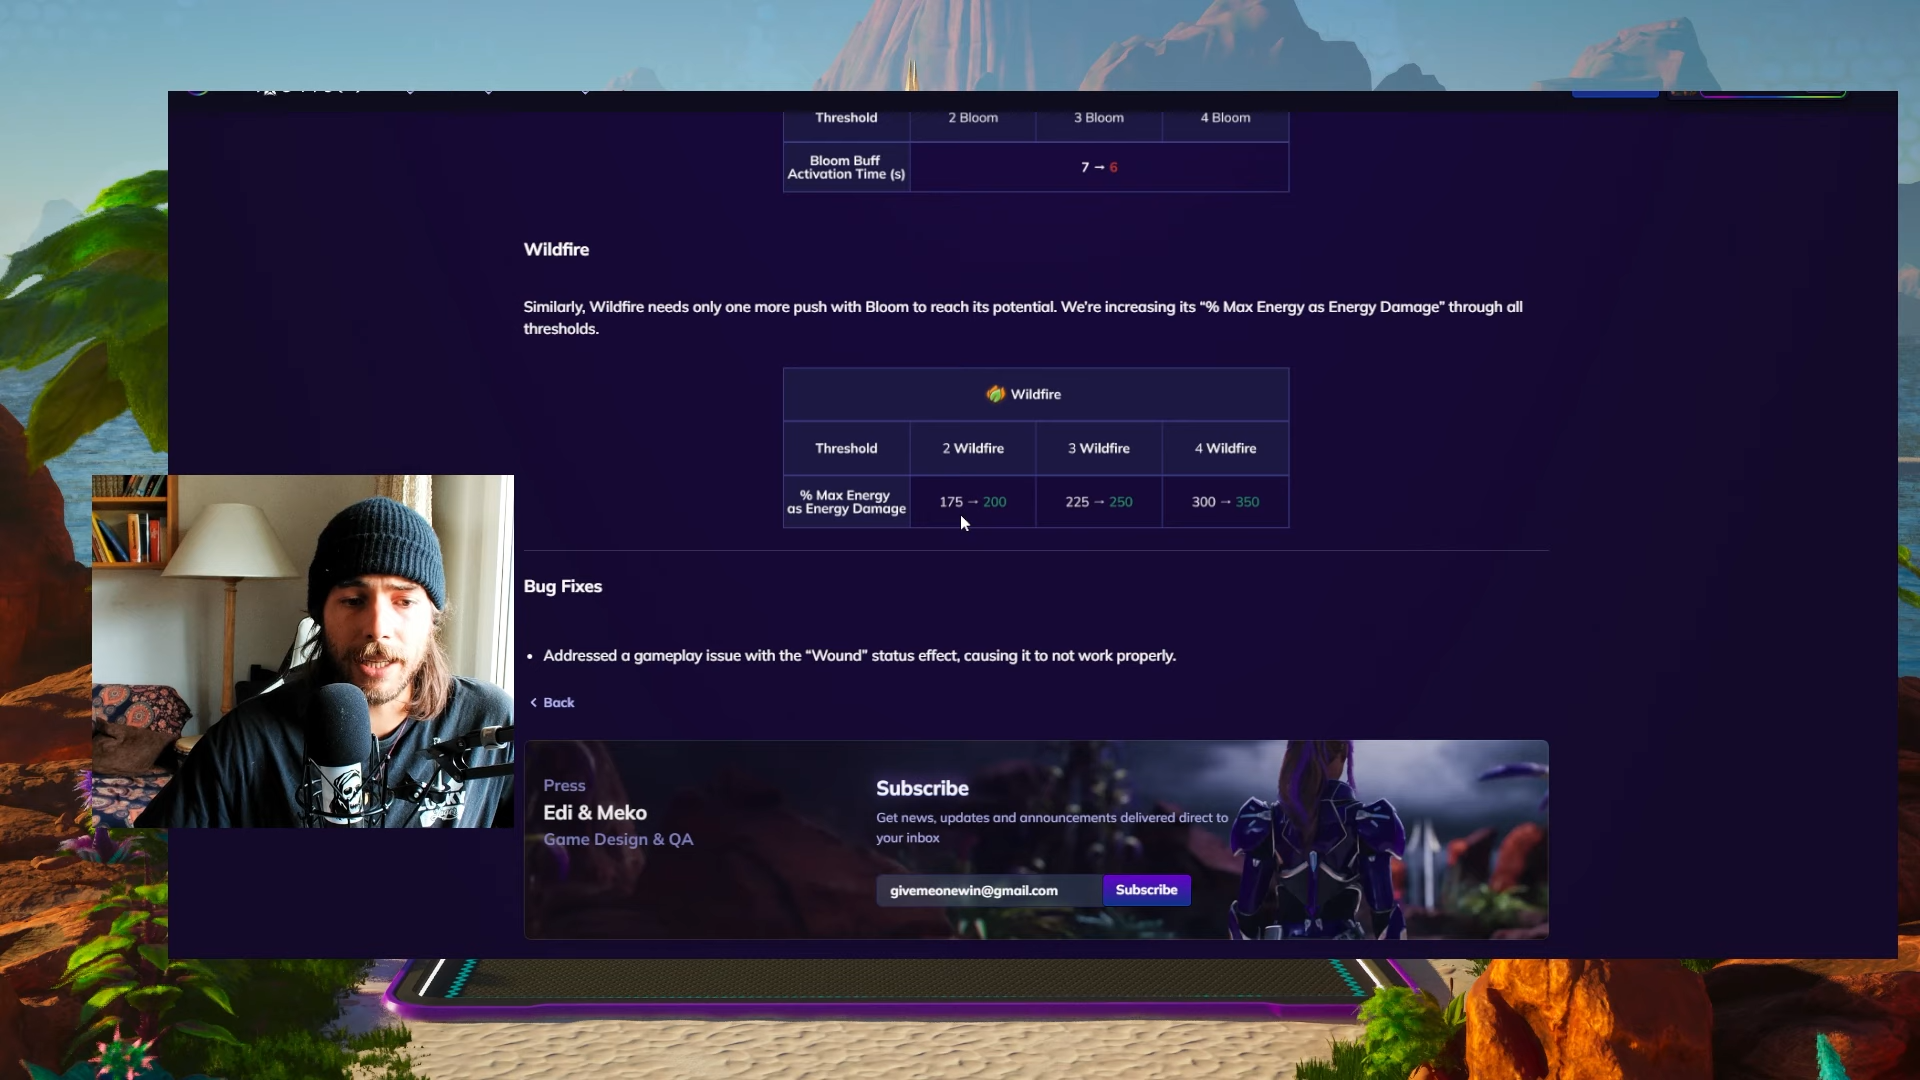 Threshold 2 Bloom 3 Bloom 4 Bloom
Bloom Buff
Activation Time (s)
7 → 6
Wildfire
Similarly, Wildfire needs only one more push with Bloom to reach its potential. We're increasing its “% Max Energy as Energy Damage” through all
thresholds.
Wildfire
Threshold 2 Wildfire 3 Wildfire 4 Wildfire
% Max Energy
as Energy Damage
175 → 200 225 → 250 300 → 350
Bug Fixes
• Addressed a gameplay issue with the “Wound” status effect, causing it to not work properly.
< Back
Press
Edi & Meko
Game Design & QA
Subscribe
Get news, updates and announcements delivered direct to
your inbox
givemeonewin@gmail.com Subscribe